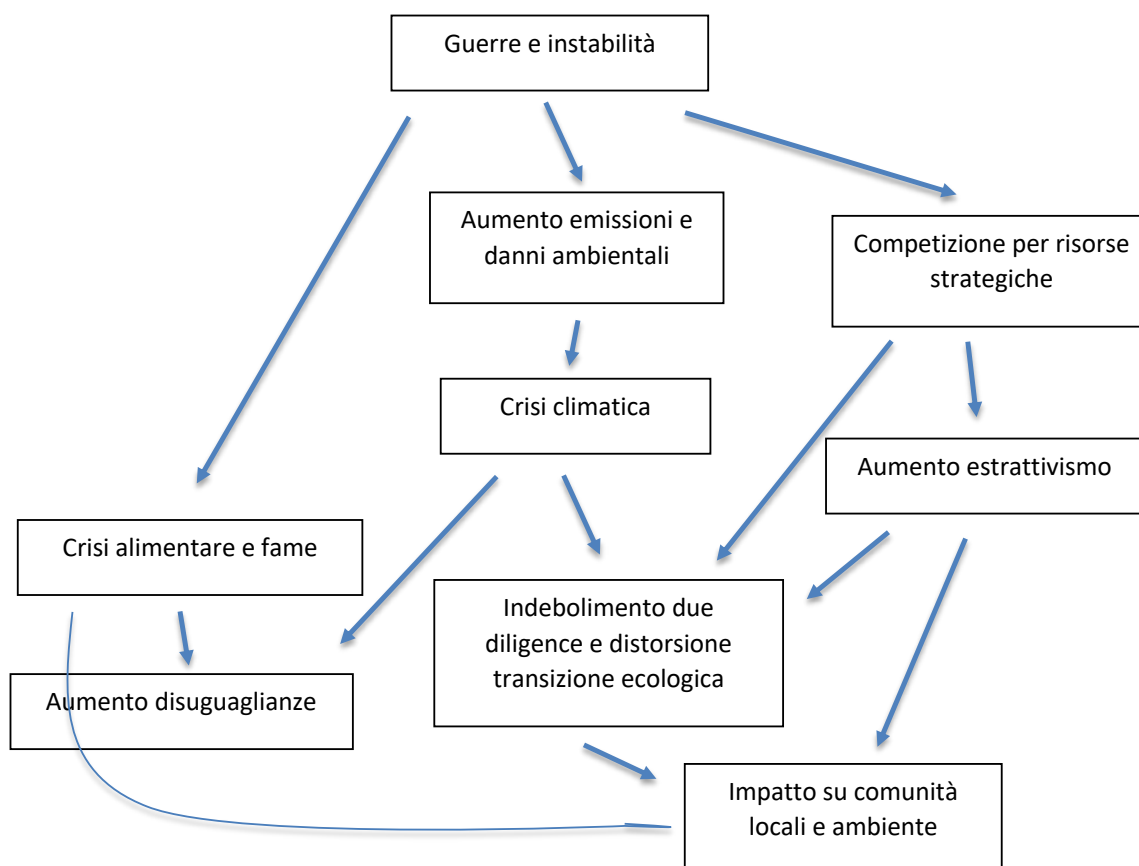 Guerre e instabilità
Aumento emissioni e
danni ambientali
Competizione per risorse
strategiche
Crisi climatica
Aumento estrattivismo
Crisi alimentare e fame
Indebolimento due
diligence e distorsione
transizione ecologica
Aumento disuguaglianze
Impatto su comunità
locali e ambiente